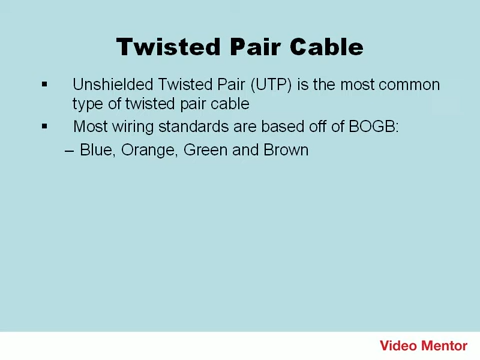 Twisted Pair Cable
▪ Unshielded Twisted Pair (UTP) is the most common
type of twisted pair cable
▪ Most wiring standards are based off of BOGB:
– Blue, Orange, Green and Brown
Video Mentor